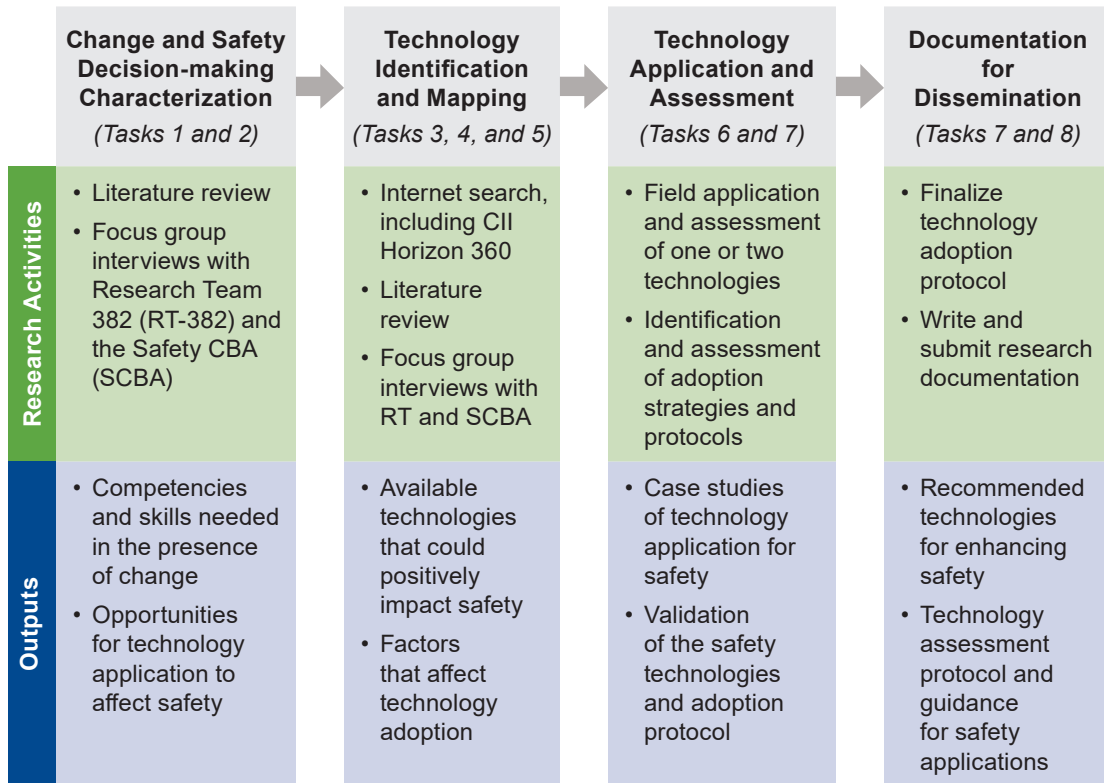 Change and Safety
Decision-making
Characterization
(Tasks 1 and 2)
Technology
Identification
and Mapping
(Tasks 3, 4, and 5)
Technology
Application and
Assessment
(Tasks 6 and 7)
Documentation
for
Dissemination
(Tasks 7 and 8)
Research Activities
• Literature review
• Focus group
interviews with
Research Team
382 (RT-382) and
the Safety CBA
(SCBA)
• Internet search,
including CII
Horizon 360
• Literature
review
• Focus group
interviews with
RT and SCBA
• Field application
and assessment
of one or two
technologies
• Identification
and assessment
of adoption
strategies and
protocols
• Finalize
technology
adoption
protocol
• Write and
submit research
documentation
Outputs
• Competencies
and skills needed
in the presence
of change
• Opportunities
for technology
application to
affect safety
• Available
technologies
that could
positively
impact safety
• Factors
that affect
technology
adoption
• Case studies
of technology
application for
safety
• Validation
of the safety
technologies
and adoption
protocol
• Recommended
technologies
for enhancing
safety
• Technology
assessment
protocol and
guidance
for safety
applications